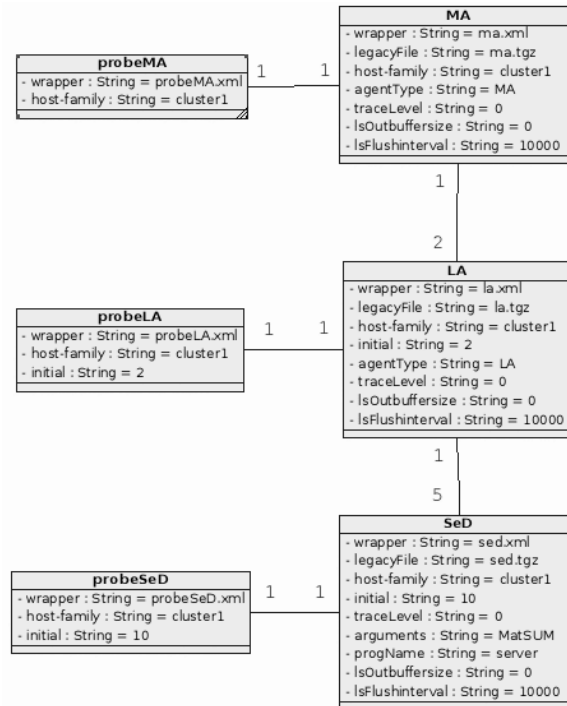 MA
- wrapper : String = ma.xml
- legacyFile : String = ma.tgz
- host-family : String = cluster1
- agentType : String = MA
- traceLevel : String = 0
- lsOutbuffersize : String = 0
- lsFlushinterval : String = 10000
probeMA
- wrapper : String = probeMA.xml
- host-family : String = cluster1
1
1
1
2
LA
- wrapper : String = la.xml
- legacyFile : String = la.tgz
- host-family : String = cluster1
- initial : String = 2
- agentType : String = LA
- traceLevel : String = 0
- lsOutbuffersize : String = 0
- lsFlushinterval : String = 10000
probeLA
- wrapper : String = probeLA.xml
- host-family : String = cluster1
- initial : String = 2
1
1
1
5
SeD
- wrapper : String = sed.xml
- legacyFile : String = sed.tgz
- host-family : String = cluster1
- initial : String = 10
- traceLevel : String = 0
- arguments : String = MatSUM
- progName : String = server
- lsOutbuffersize : String = 0
- lsFlushinterval : String = 10000
probeSeD
- wrapper : String = probeSeD.xml
- host-family : String = cluster1
- initial : String = 10
1
1